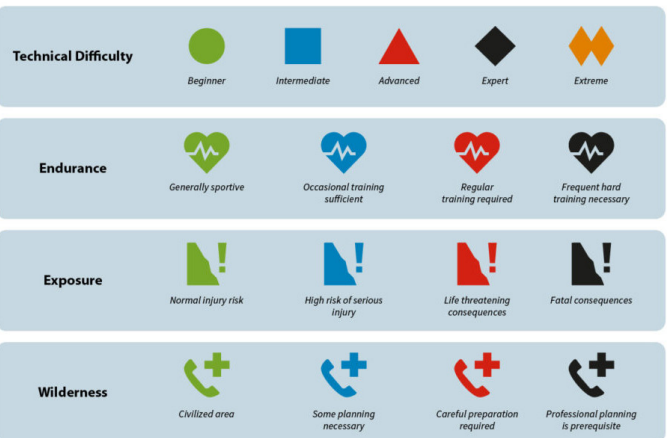 Technical Difficulty
Beginner
Intermediate
Advanced
Expert
Extreme
Endurance
Generally sportive
Occasional training
sufficient
Regular
training required
Frequent hard
training necessary
Exposure
Normal injury risk
High risk of serious
injury
Life threatening
consequences
Fatal consequences
Wilderness
Civilized area
Some planning
necessary
Careful preparation
required
Professional planning
is prerequisite